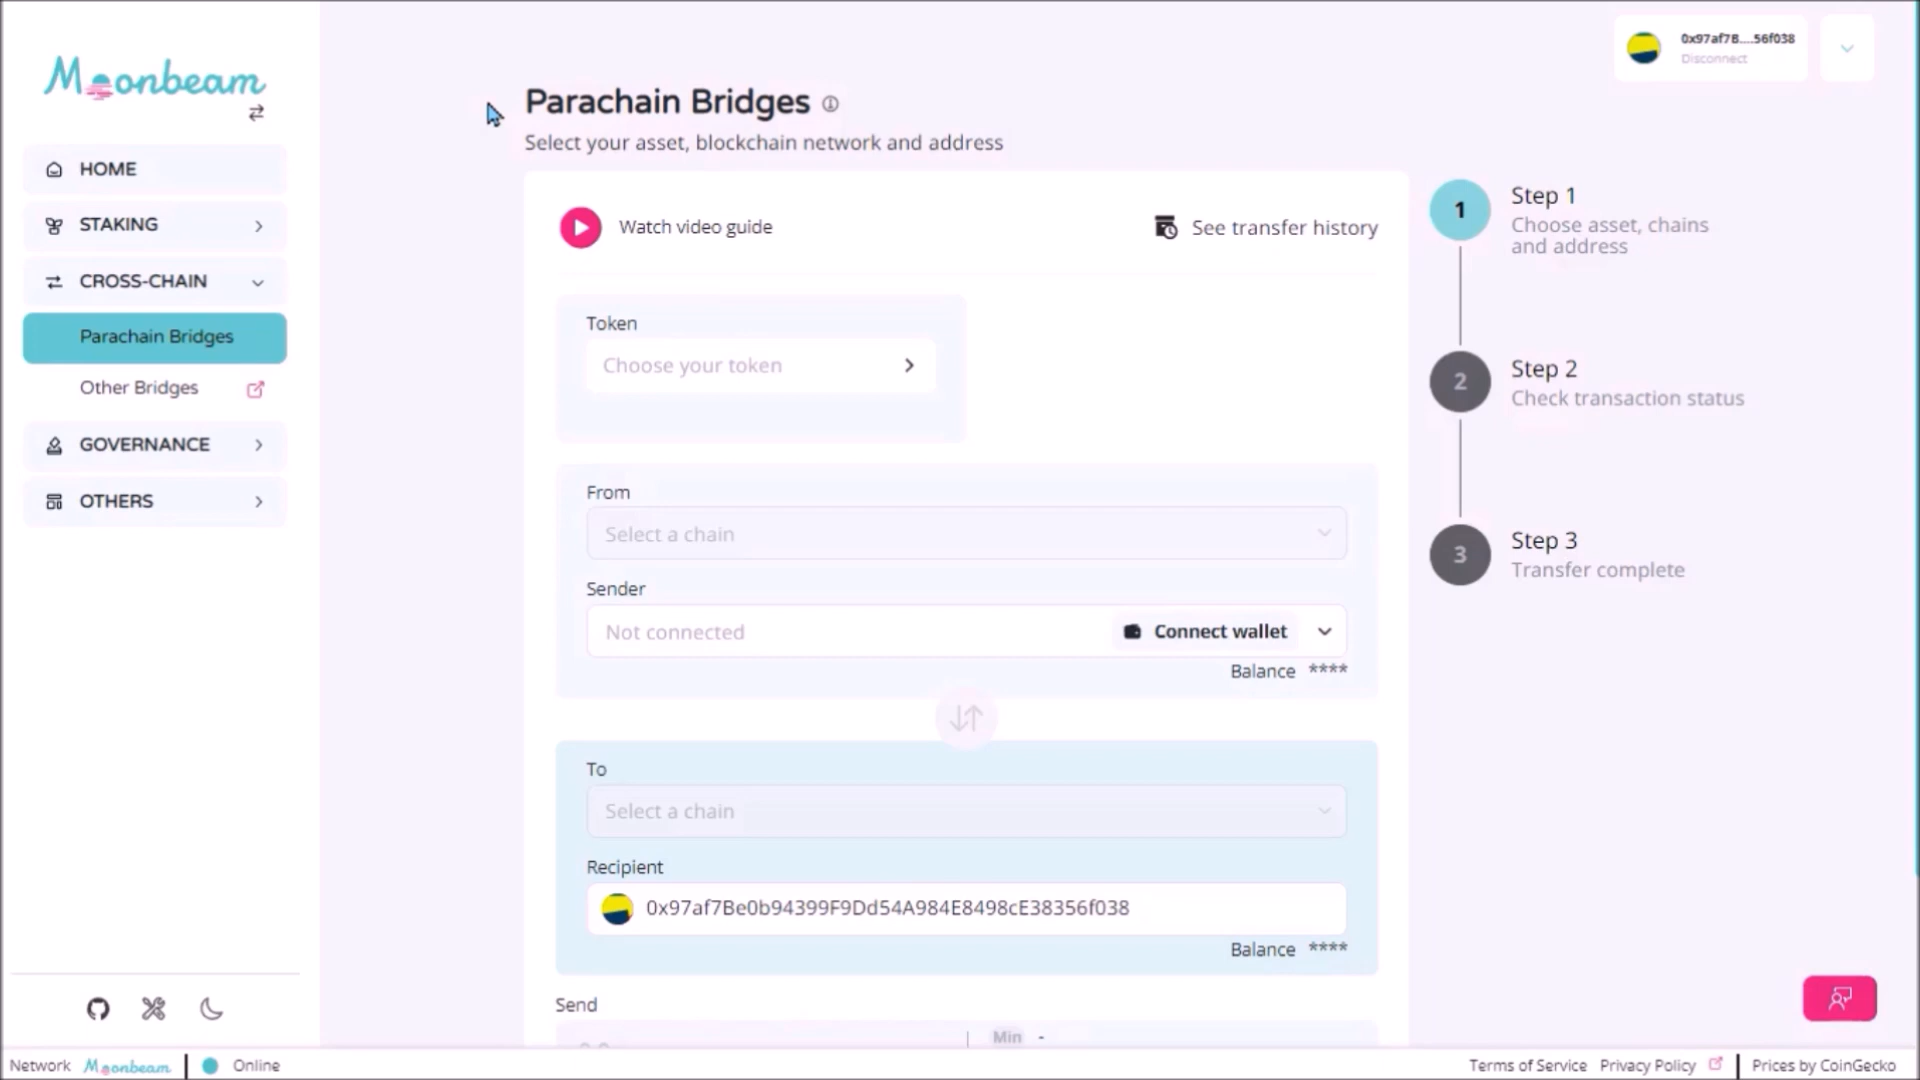 Moonbeam
HOME
STAKING
CROSS-CHAIN
Parachain Bridges
Other Bridges
GOVERNANCE
OTHERS
0x97af7B....56f038
Disconnect
Parachain Bridges
Select your asset, blockchain network and address
Watch video guide
See transfer history
Token
Choose your token
From
Select a chain
Sender
Not connected
Connect wallet
Balance ****
To
Select a chain
Recipient
0x97af7Be0b94399F9Dd54A984E8498cE38356f038
Balance ****
Send
Min -
1
Step 1
Choose asset, chains
and address
2
Step 2
Check transaction status
3
Step 3
Transfer complete
Network Moonbeam Online
Terms of Service Privacy Policy Prices by CoinGecko